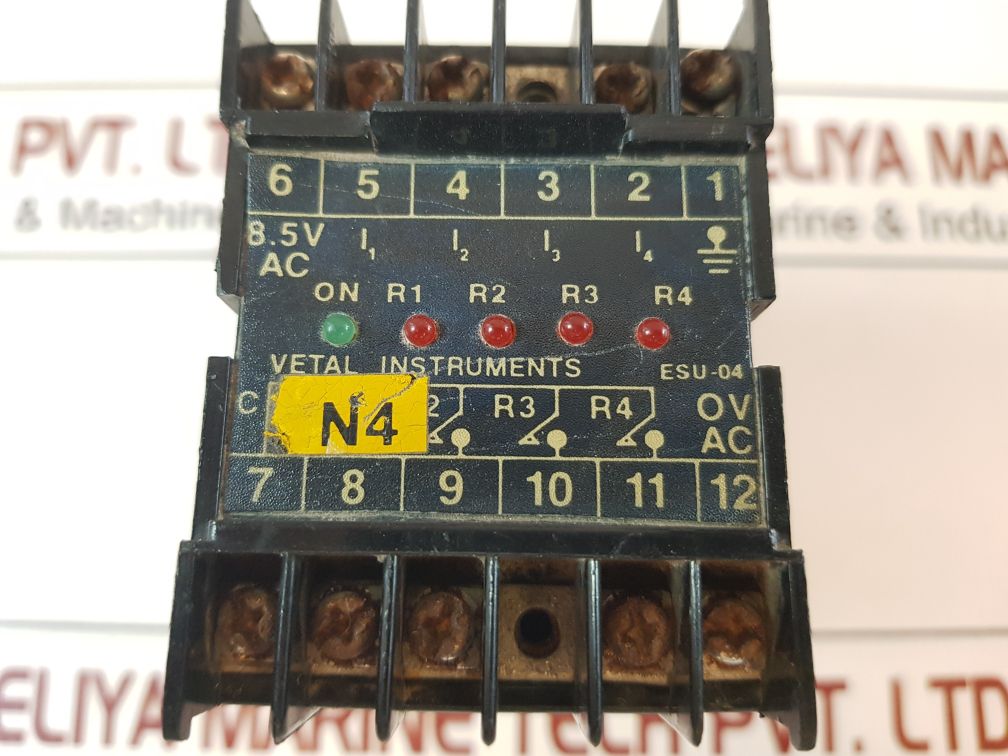 PVT. LT
ELIYA MA
& Machin
rine & Indu
6 5 4 3 2 1
8.5V AC I1 I2 I3 I4
ON R1 R2 R3 R4
VETAL INSTRUMENTS ESU-04
C N4 2 R3 R4 OV AC
7 8 9 10 11 12
ELIYA MARINE TECH PVT. LTD